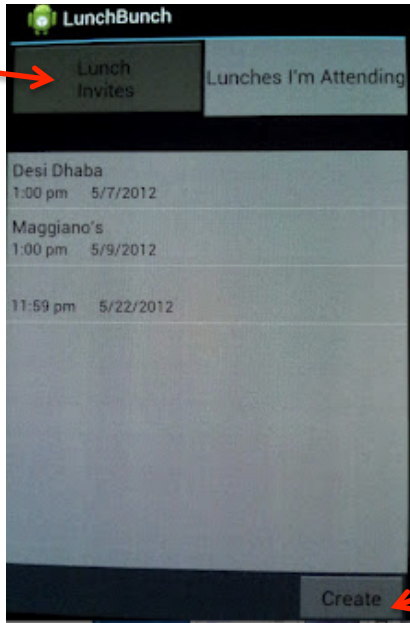 LunchBunch
Lunch
Invites
Lunches I'm Attending
Desi Dhaba
1:00 pm 5/7/2012
Maggiano's
1:00 pm 5/9/2012
11:59 pm 5/22/2012
Create